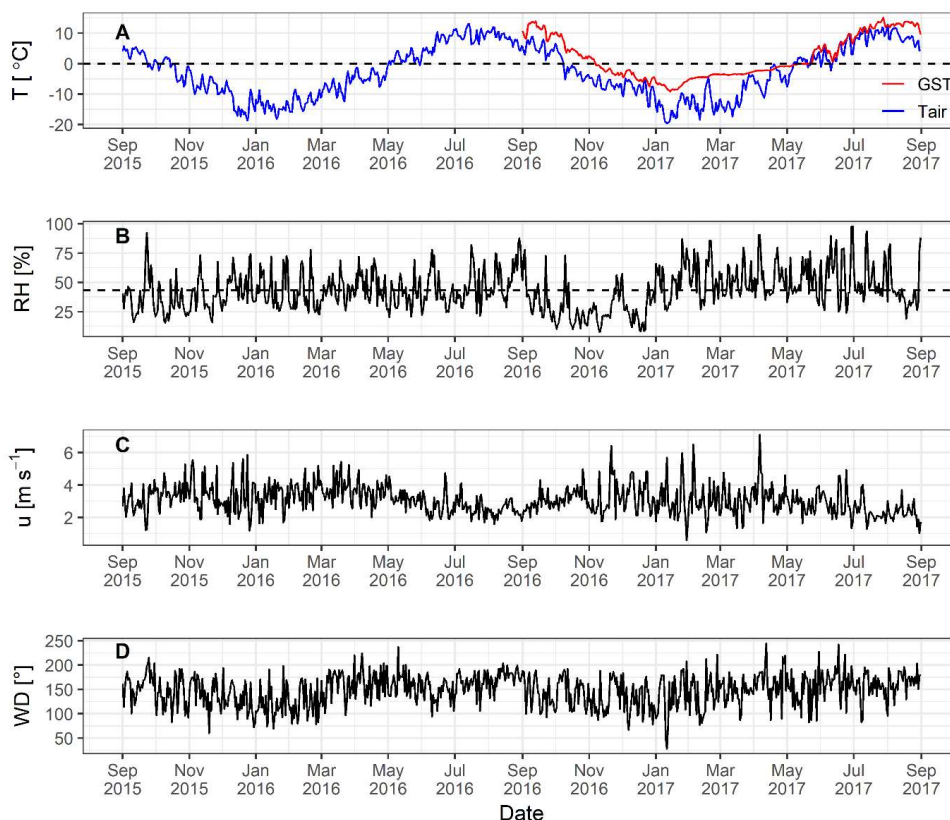 A
T [ °C]
10
0
-10
-20
GST
Tair
Sep Nov Jan Mar May Jul Sep Nov Jan Mar May Jul Sep
2015 2015 2016 2016 2016 2016 2016 2016 2017 2017 2017 2017 2017
B
RH [%]
100
75
50
25
Sep Nov Jan Mar May Jul Sep Nov Jan Mar May Jul Sep
2015 2015 2016 2016 2016 2016 2016 2016 2017 2017 2017 2017 2017
C
u [m s⁻¹]
6
4
2
Sep Nov Jan Mar May Jul Sep Nov Jan Mar May Jul Sep
2015 2015 2016 2016 2016 2016 2016 2016 2017 2017 2017 2017 2017
D
WD [°]
250
200
150
100
50
Sep Nov Jan Mar May Jul Sep Nov Jan Mar May Jul Sep
2015 2015 2016 2016 2016 2016 2016 2016 2017 2017 2017 2017 2017
Date